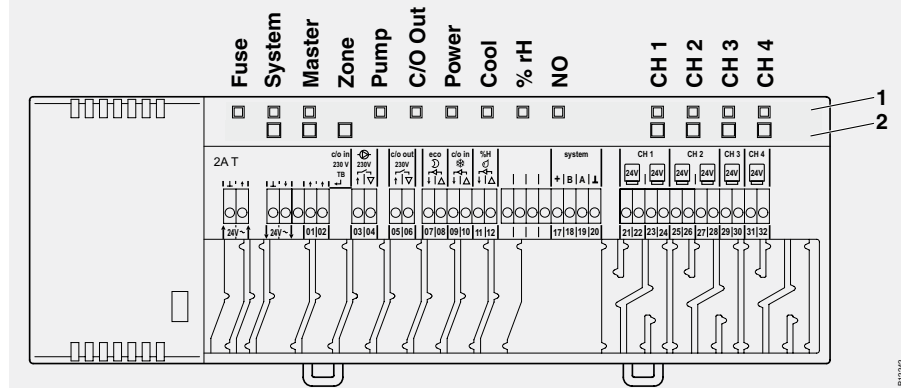 Fuse System Master Zone Pump C/O Out Power Cool % rH NO CH 1 CH 2 CH 3 CH 4
1
2
2A T
c/o in 230 V TB
230V
c/o out 230V
eco
c/o in
%H
system
CH 1 CH 2 CH 3 CH 4
24V 24V 24V 24V 24V 24V
+ B A ⊥
24V~ 24V~ 01 02 03 04 05 06 07 08 09 10 11 12 17 18 19 20 21 22 23 24 25 26 27 28 29 30 31 32